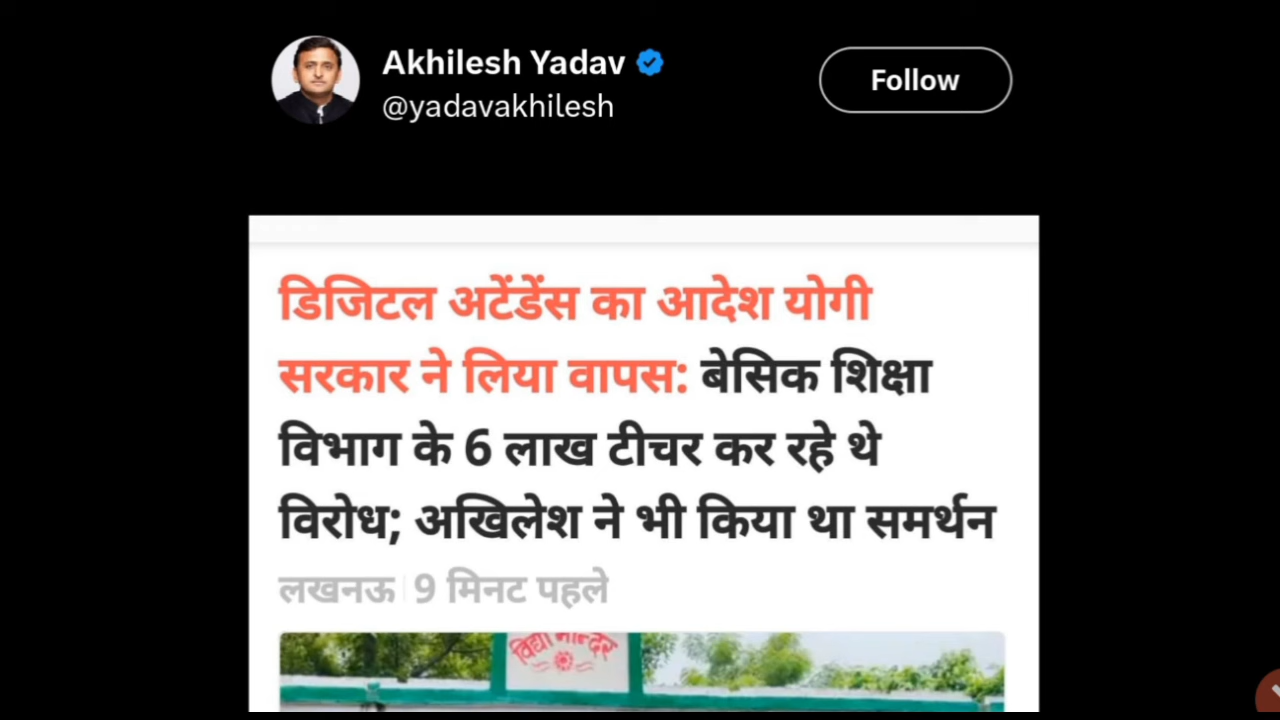 Akhilesh Yadav
@yadavakhilesh
Follow
डिजिटल अटेंडेंस का आदेश योगी
सरकार ने लिया वापस: बेसिक शिक्षा
विभाग के 6 लाख टीचर कर रहे थे
विरोध; अखिलेश ने भी किया था समर्थन
लखनऊ 9 मिनट पहले
विद्या मन्दिर